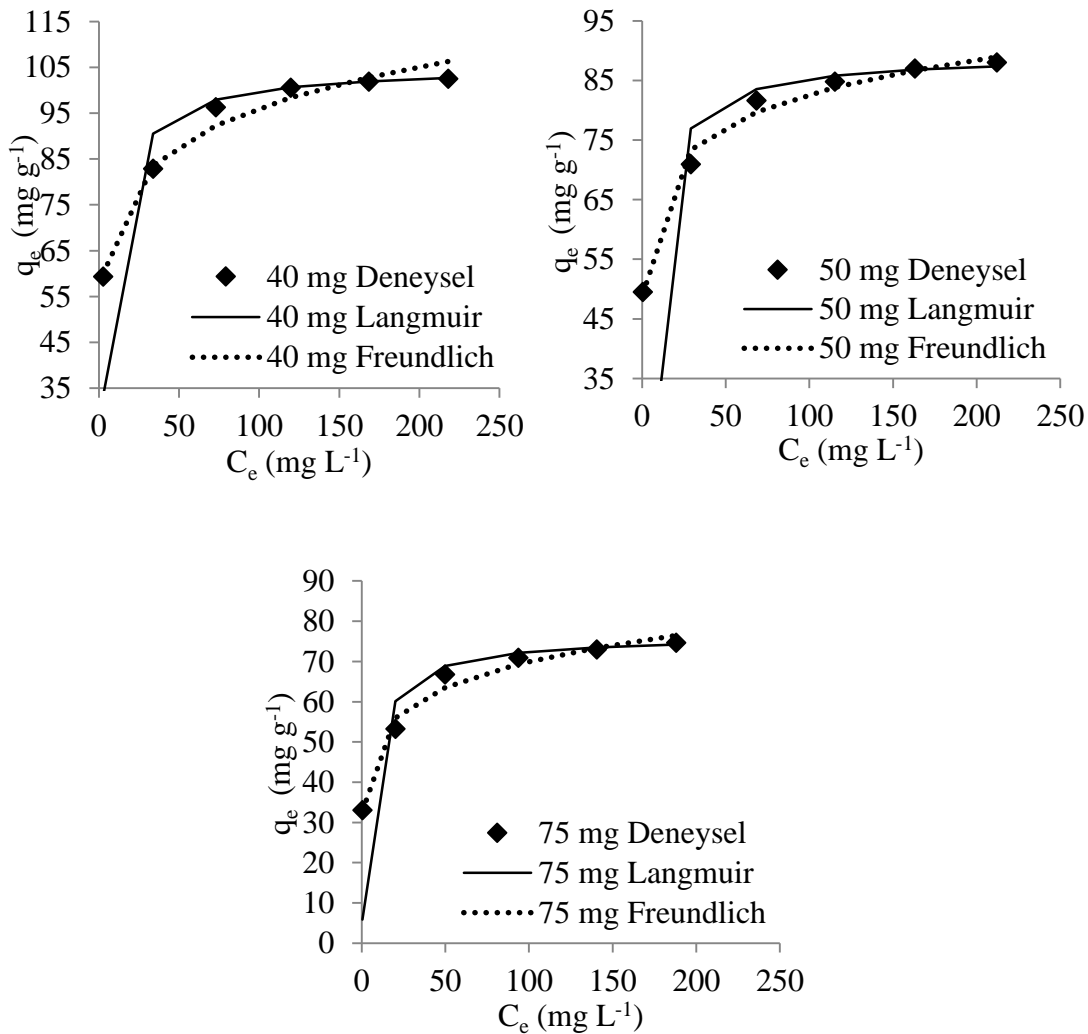 115
105
95
85
75
65
55
45
35
q_e (mg g^-1)
40 mg Deneysel
40 mg Langmuir
40 mg Freundlich
0 50 100 150 200 250
C_e (mg L^-1)
95
85
75
65
55
45
35
q_e (mg g^-1)
50 mg Deneysel
50 mg Langmuir
50 mg Freundlich
0 50 100 150 200 250
C_e (mg L^-1)
90
80
70
60
50
40
30
20
10
0
q_e (mg g^-1)
75 mg Deneysel
75 mg Langmuir
75 mg Freundlich
0 50 100 150 200 250
C_e (mg L^-1)